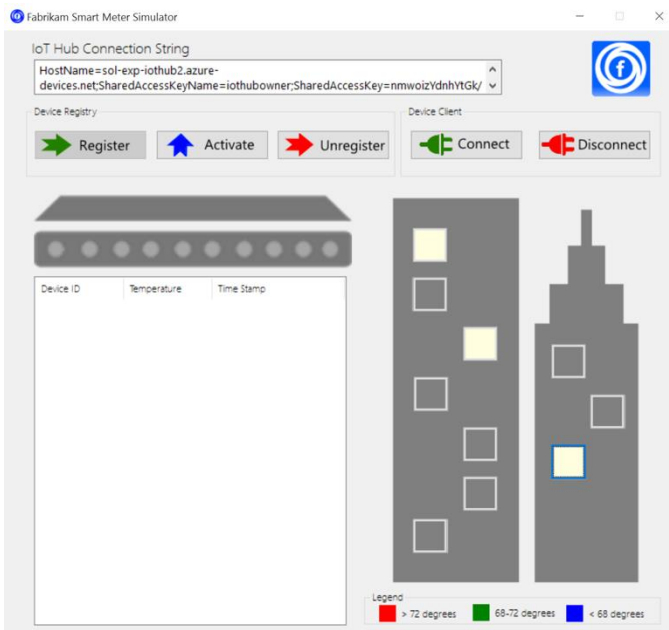 Fabrikam Smart Meter Simulator
IoT Hub Connection String
HostName=sol-exp-iothub2.azure-
devices.net;SharedAccessKeyName=iothubowner;SharedAccessKey=nmwoizYdnhYtGk/
Device Registry
Device Client
Register
Activate
Unregister
Connect
Disconnect
f
Device ID
Temperature
Time Stamp
Legend
> 72 degrees
68-72 degrees
< 68 degrees